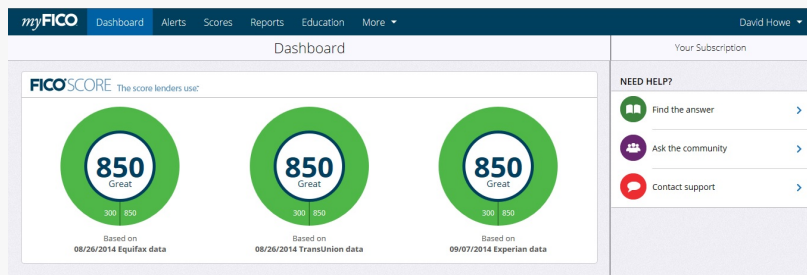 myFICO Dashboard Alerts Scores Reports Education More David Howe
Dashboard
Your Subscription
FICO® SCORE The score lenders use.®
850
Great
300 850
Based on
08/26/2014 Equifax data
850
Great
300 850
Based on
08/26/2014 TransUnion data
850
Great
300 850
Based on
09/07/2014 Experian data
NEED HELP?
Find the answer
Ask the community
Contact support